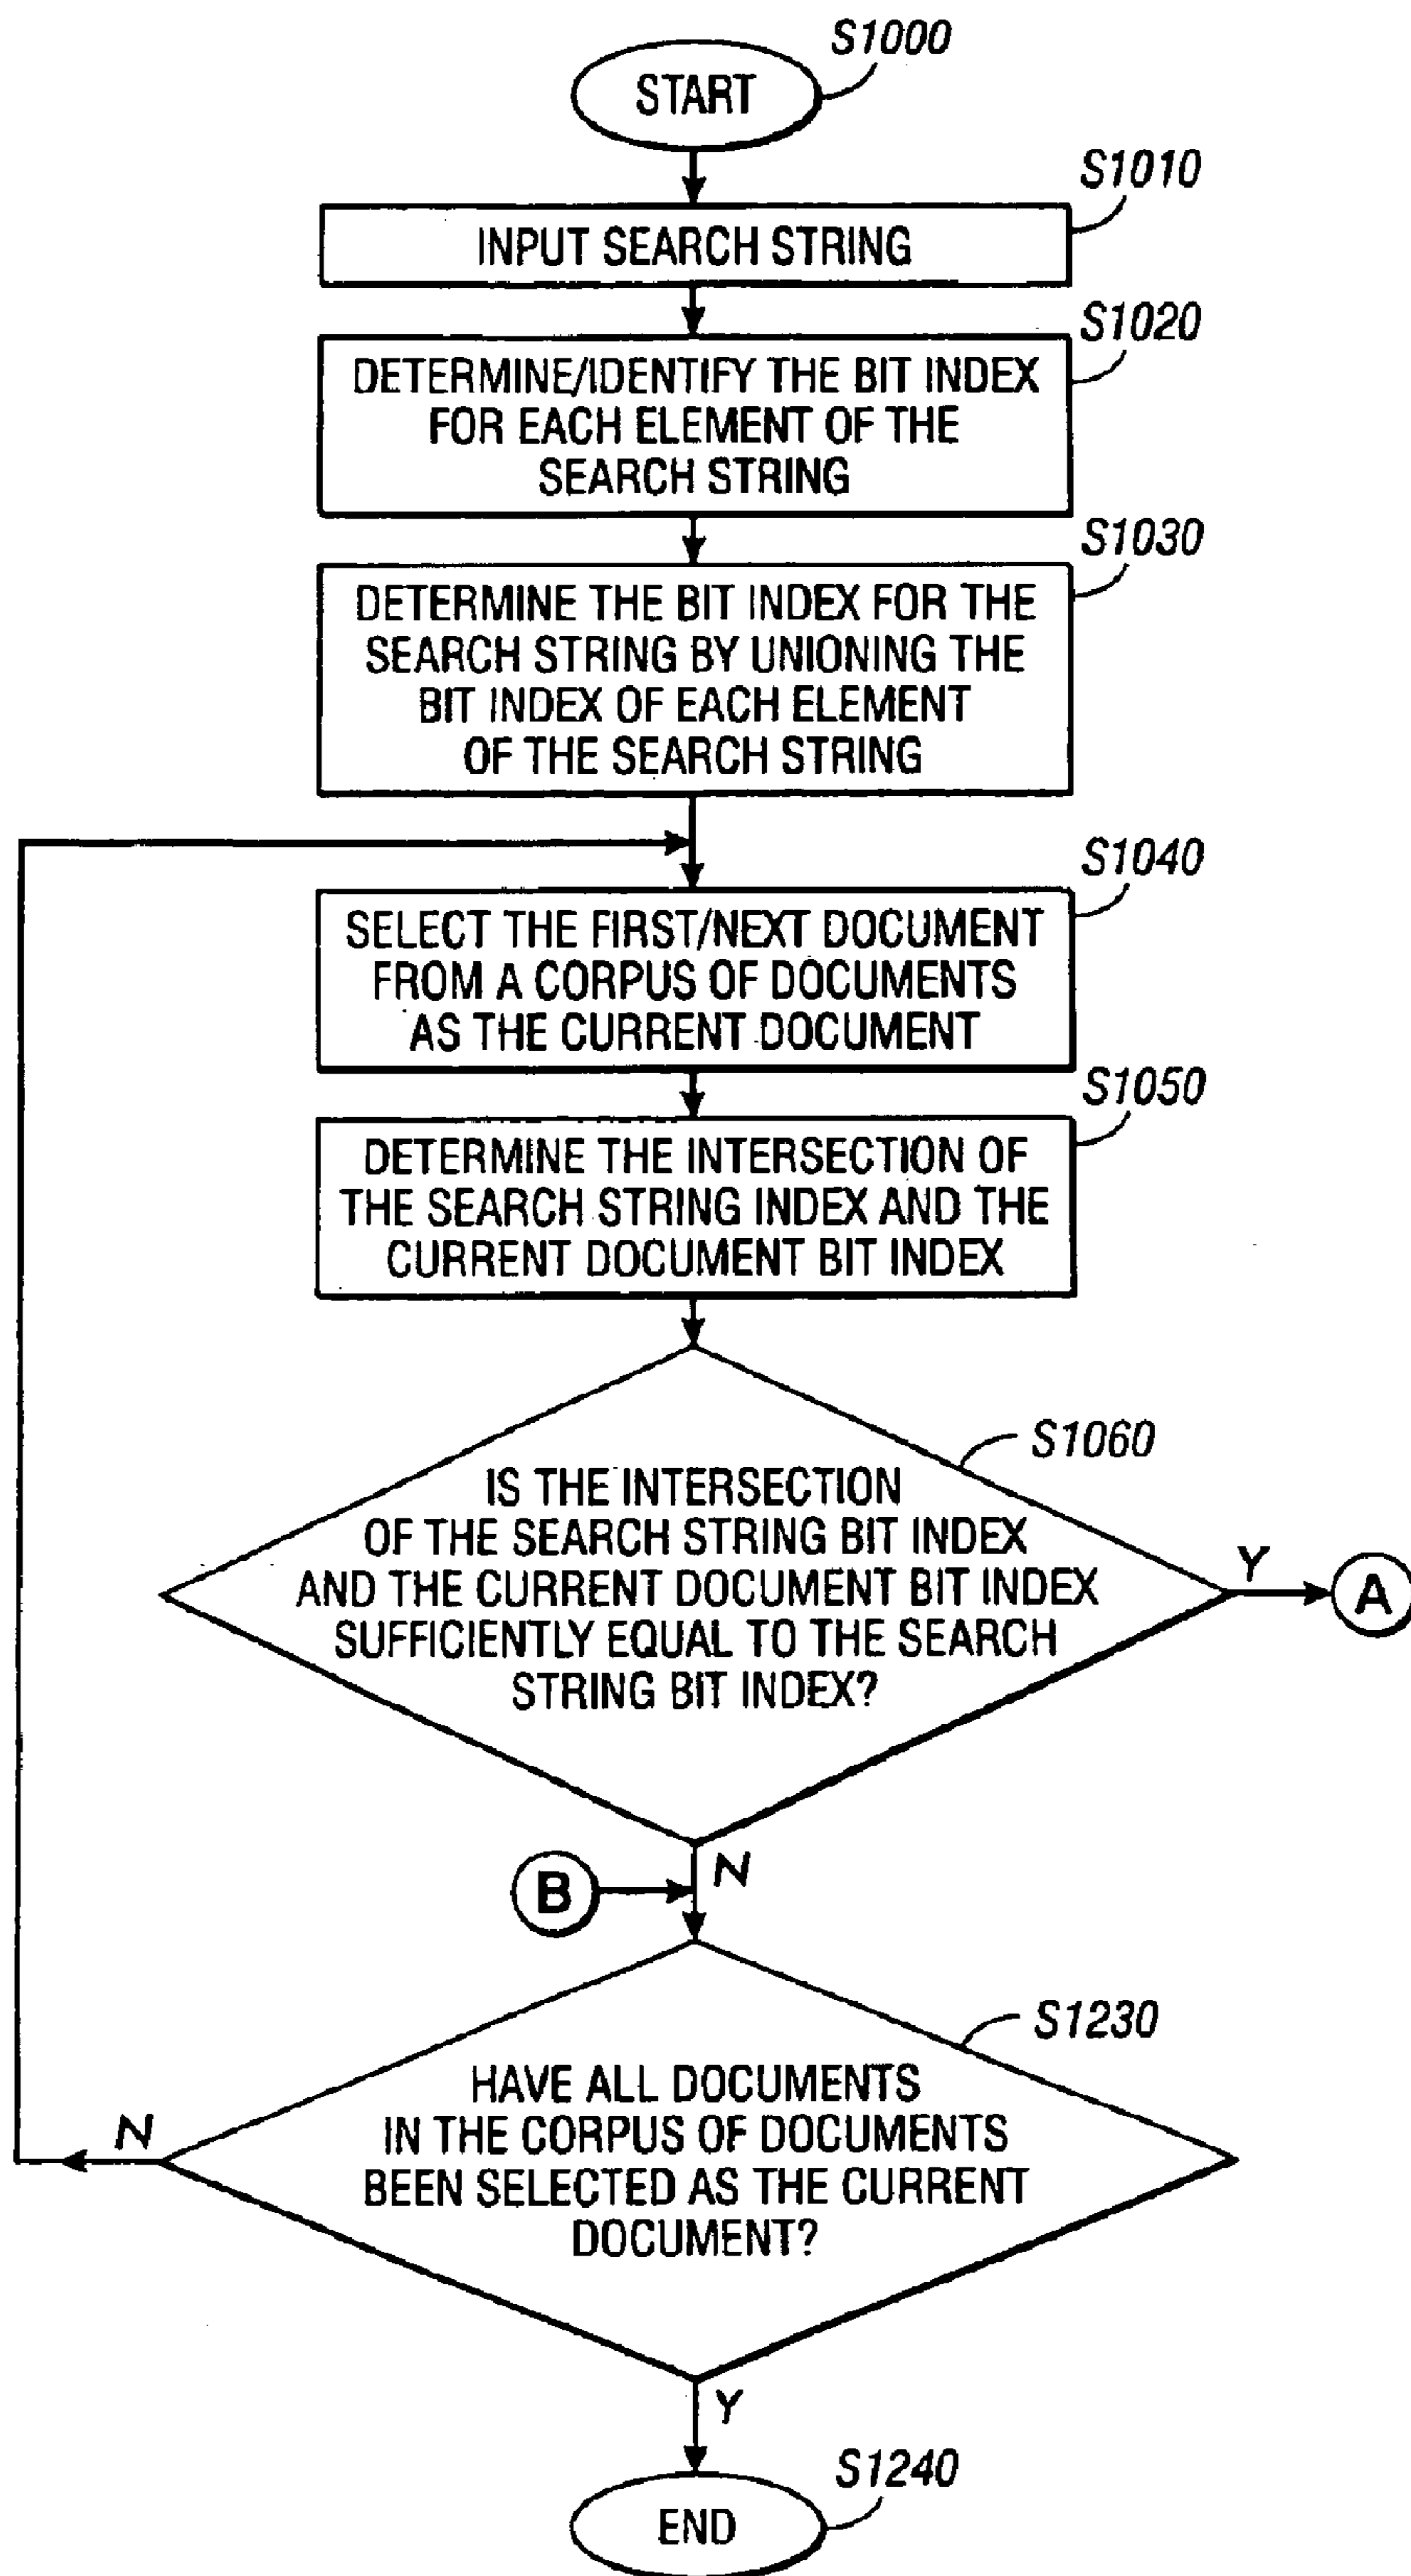 S1000
START
S1010
INPUT SEARCH STRING
S1020
DETERMINE/IDENTIFY THE BIT INDEX
FOR EACH ELEMENT OF THE
SEARCH STRING
S1030
DETERMINE THE BIT INDEX FOR THE
SEARCH STRING BY UNIONING THE
BIT INDEX OF EACH ELEMENT
OF THE SEARCH STRING
S1040
SELECT THE FIRST/NEXT DOCUMENT
FROM A CORPUS OF DOCUMENTS
AS THE CURRENT DOCUMENT
S1050
DETERMINE THE INTERSECTION OF
THE SEARCH STRING INDEX AND THE
CURRENT DOCUMENT BIT INDEX
S1060
IS THE INTERSECTION
OF THE SEARCH STRING BIT INDEX
AND THE CURRENT DOCUMENT BIT INDEX
SUFFICIENTLY EQUAL TO THE SEARCH
STRING BIT INDEX?
Y
A
N
B
S1230
HAVE ALL DOCUMENTS
IN THE CORPUS OF DOCUMENTS
BEEN SELECTED AS THE CURRENT
DOCUMENT?
N
Y
S1240
END